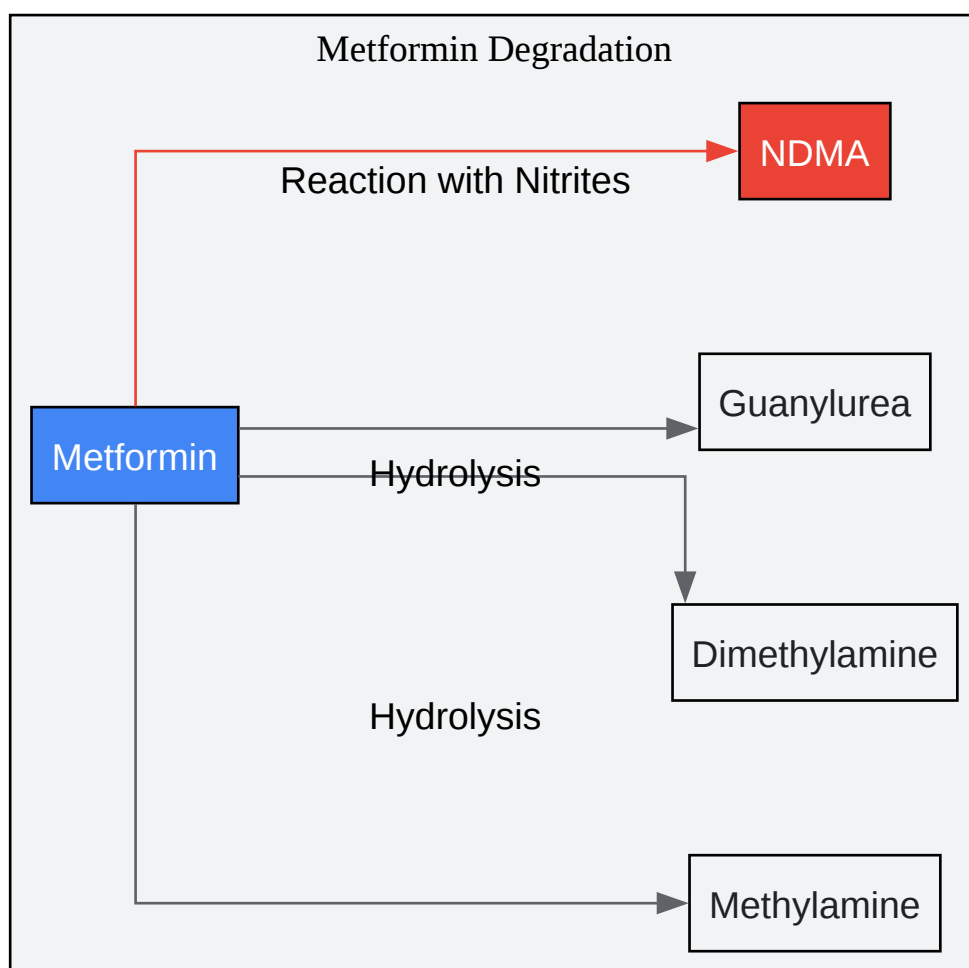 Metformin Degradation
NDMA
Reaction with Nitrites
Guanylurea
Metformin
Hydrolysis
Dimethylamine
Hydrolysis
Methylamine